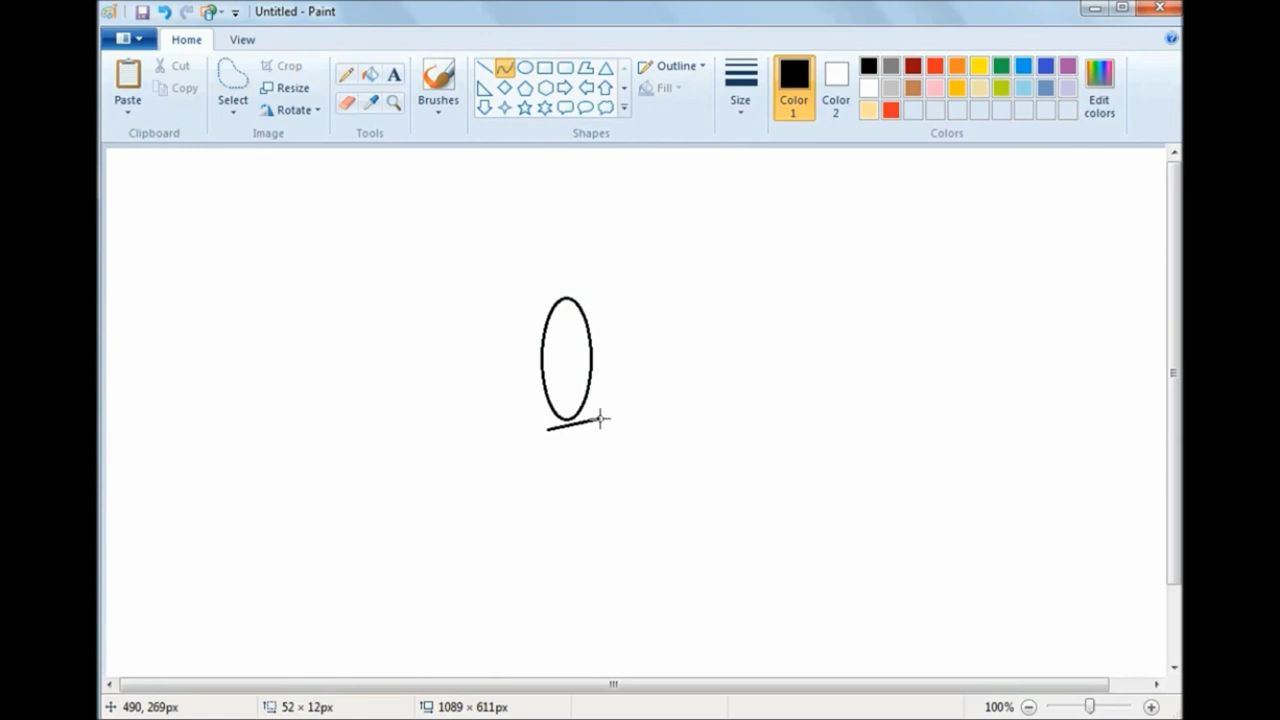 Untitled - Paint
Home View
Paste
Cut
Copy
Clipboard
Select
Crop
Resize
Rotate
Image
A
Tools
Brushes
Shapes
Outline
Fill
Size
Color 1
Color 2
Edit colors
Colors
490, 269px 52 × 12px 1089 × 611px 100%